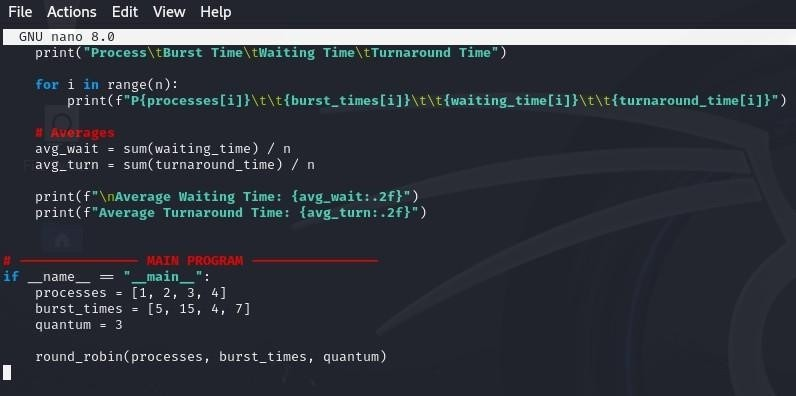 File Actions Edit View Help
GNU nano 8.0
    print("Process\tBurst Time\tWaiting Time\tTurnaround Time")
    for i in range(n):
        print(f"P{processes[i]}\t\t{burst_times[i]}\t\t{waiting_time[i]}\t\t{turnaround_time[i]}")
    # Averages
    avg_wait = sum(waiting_time) / n
    avg_turn = sum(turnaround_time) / n
    print(f"\nAverage Waiting Time: {avg_wait:.2f}")
    print(f"Average Turnaround Time: {avg_turn:.2f}")
# ──────────── MAIN PROGRAM ────────────
if __name__ == "__main__":
    processes = [1, 2, 3, 4]
    burst_times = [5, 15, 4, 7]
    quantum = 3
    round_robin(processes, burst_times, quantum)